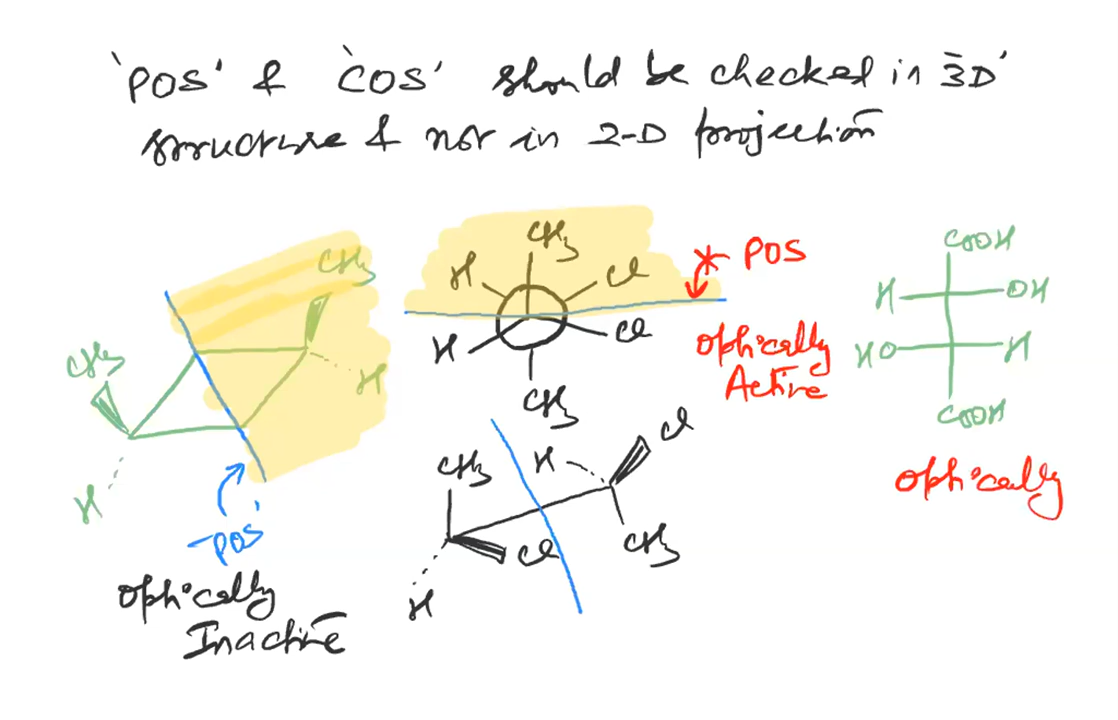 'POS' & 'COS' should be checked in '3D'
structure & not in 2-D projection
CH3
CH3
H
H
'POS'
Optically
Inactive
CH3
H
Cl
H
Cl
CH3
POS
Optically
Active
CH3
H
Cl
H
Cl
CH3
COOH
H
OH
HO
H
COOH
Optically